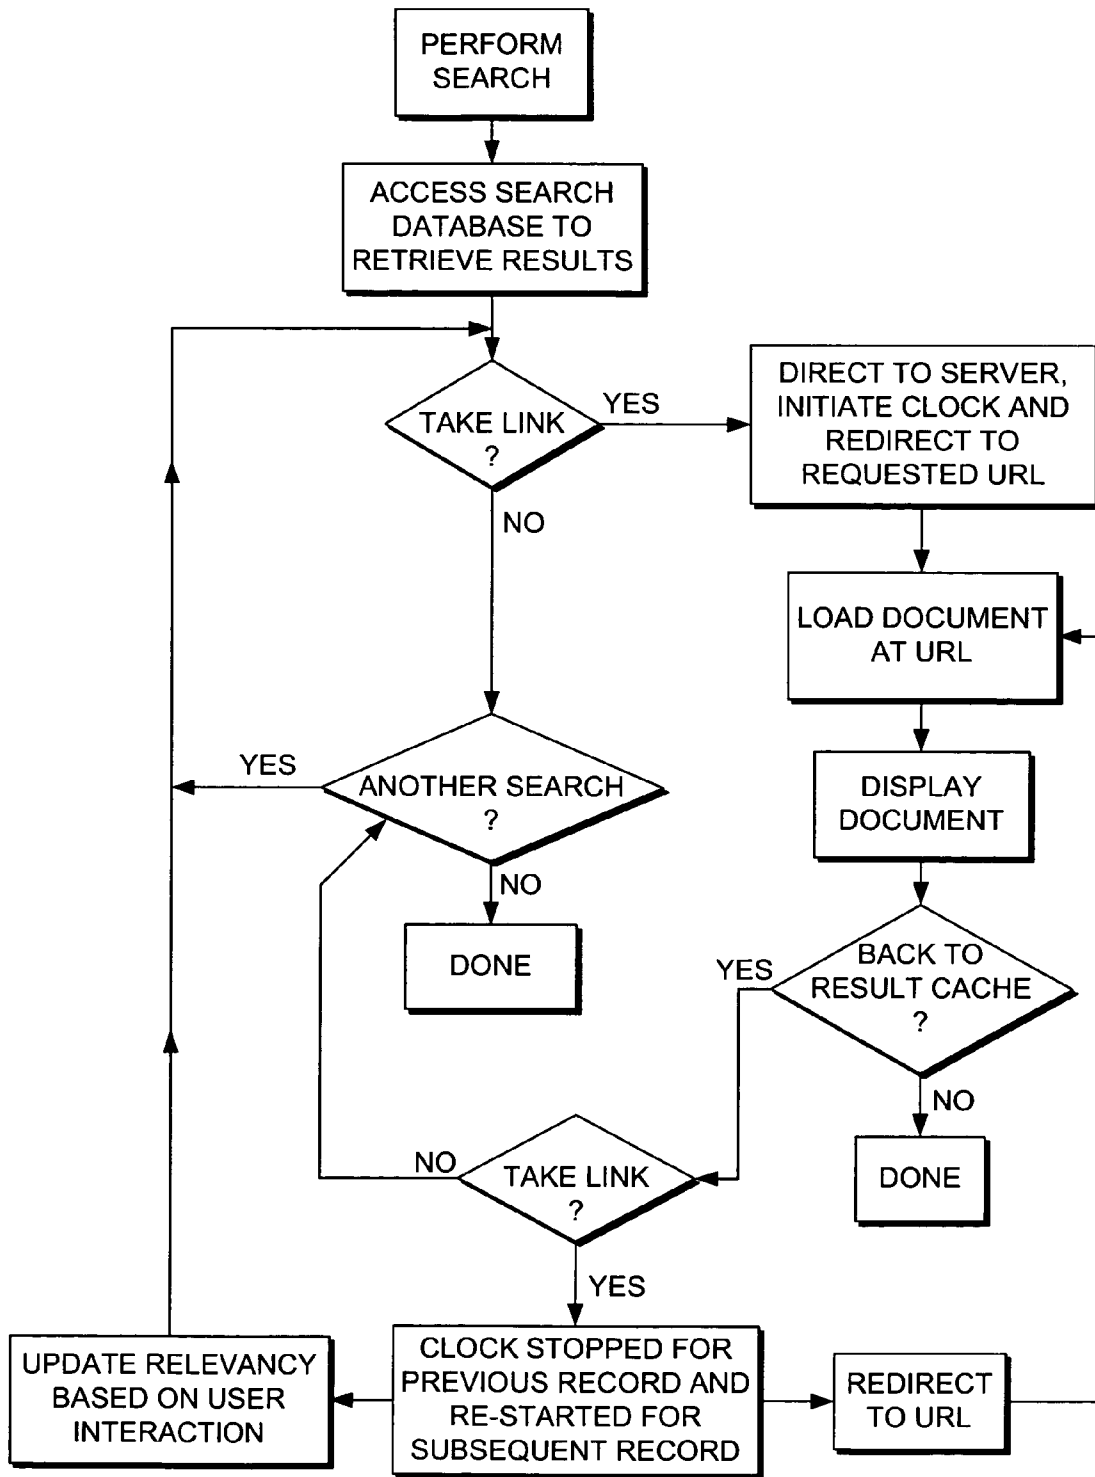 PERFORM
SEARCH
ACCESS SEARCH
DATABASE TO
RETRIEVE RESULTS
TAKE LINK
?
YES
NO
DIRECT TO SERVER,
INITIATE CLOCK AND
REDIRECT TO
REQUESTED URL
LOAD DOCUMENT
AT URL
DISPLAY
DOCUMENT
ANOTHER SEARCH
?
YES
NO
DONE
BACK TO
RESULT CACHE
?
YES
NO
DONE
TAKE LINK
?
NO
YES
CLOCK STOPPED FOR
PREVIOUS RECORD AND
RE-STARTED FOR
SUBSEQUENT RECORD
UPDATE RELEVANCY
BASED ON USER
INTERACTION
REDIRECT
TO URL